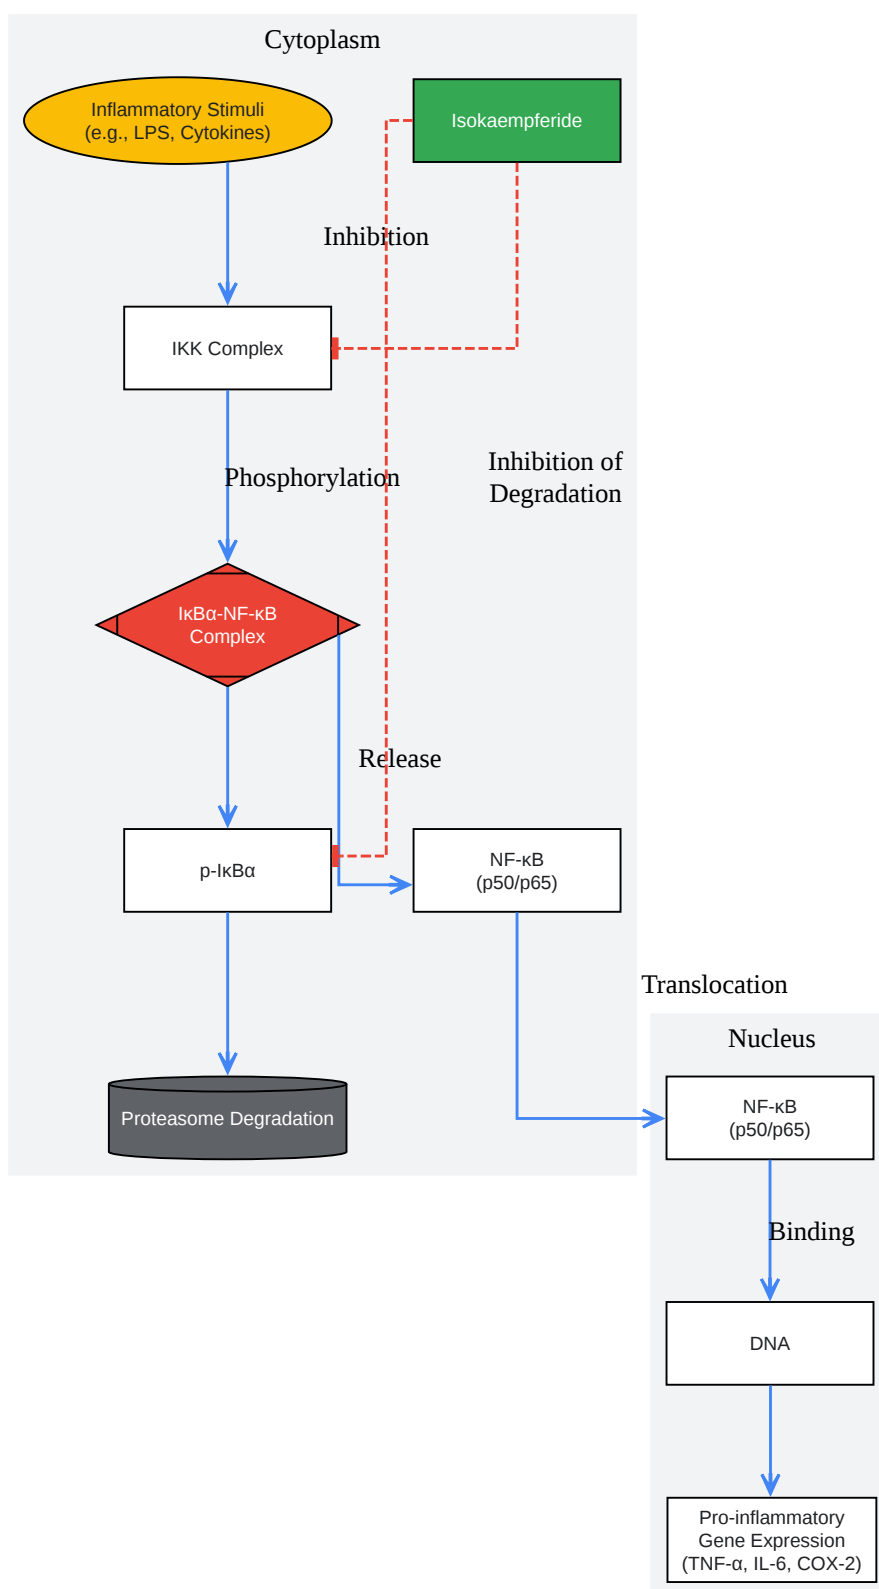 Cytoplasm
Inflammatory Stimuli
(e.g., LPS, Cytokines)
Isokaempferide
Inhibition
IKK Complex
Phosphorylation
Inhibition of
Degradation
IκBα-NF-κB
Complex
Release
p-IκBα
NF-κB
(p50/p65)
Translocation
Nucleus
Proteasome Degradation
NF-κB
(p50/p65)
Binding
DNA
Pro-inflammatory
Gene Expression
(TNF-α, IL-6, COX-2)